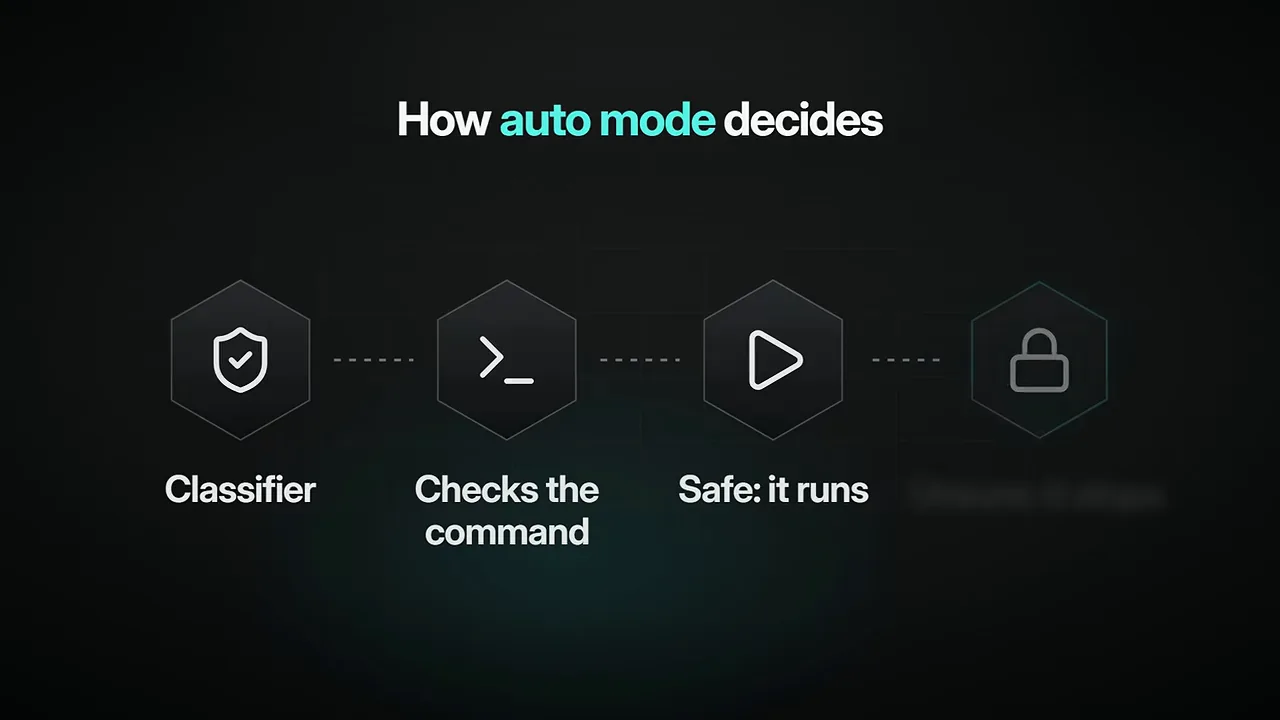 How auto mode decides
Classifier
Checks the
command
Safe: it runs